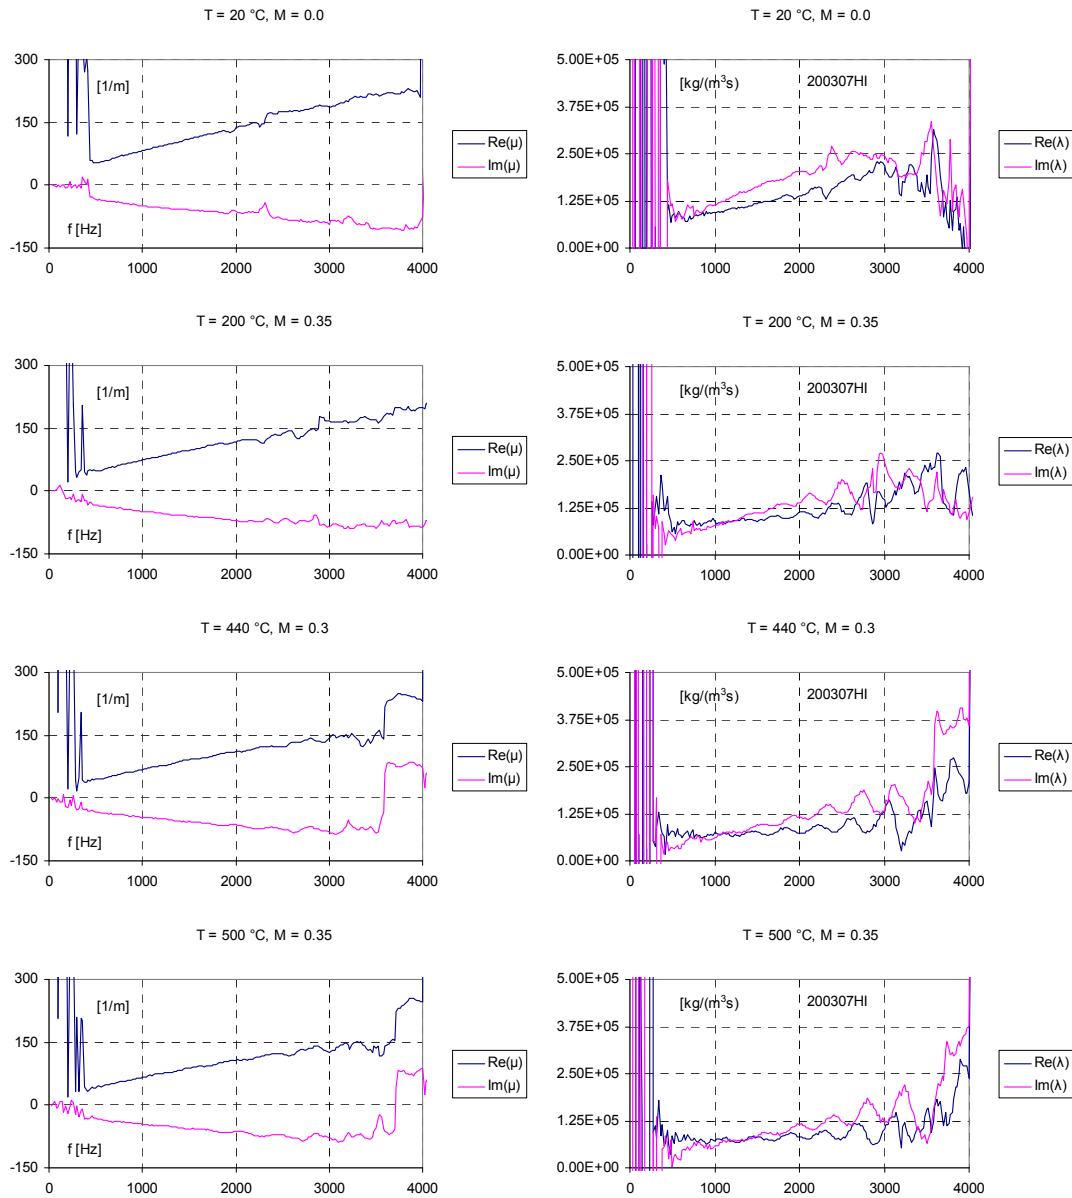 T = 20 °C, M = 0.0
300
150
0
-150
[1/m]
f [Hz]
0 1000 2000 3000 4000
Re(μ)
Im(μ)
T = 20 °C, M = 0.0
5.00E+05
3.75E+05
2.50E+05
1.25E+05
0.00E+00
[kg/(m³s) 200307HI
0 1000 2000 3000 4000
Re(λ)
Im(λ)
T = 200 °C, M = 0.35
300
150
0
-150
[1/m]
f [Hz]
0 1000 2000 3000 4000
Re(μ)
Im(μ)
T = 200 °C, M = 0.35
5.00E+05
3.75E+05
2.50E+05
1.25E+05
0.00E+00
[kg/(m³s) 200307HI
0 1000 2000 3000 4000
Re(λ)
Im(λ)
T = 440 °C, M = 0.3
300
150
0
-150
[1/m]
f [Hz]
0 1000 2000 3000 4000
Re(μ)
Im(μ)
T = 440 °C, M = 0.3
5.00E+05
3.75E+05
2.50E+05
1.25E+05
0.00E+00
[kg/(m³s) 200307HI
0 1000 2000 3000 4000
Re(λ)
Im(λ)
T = 500 °C, M = 0.35
300
150
0
-150
[1/m]
f [Hz]
0 1000 2000 3000 4000
Re(μ)
Im(μ)
T = 500 °C, M = 0.35
5.00E+05
3.75E+05
2.50E+05
1.25E+05
0.00E+00
[kg/(m³s) 200307HI
0 1000 2000 3000 4000
Re(λ)
Im(λ)